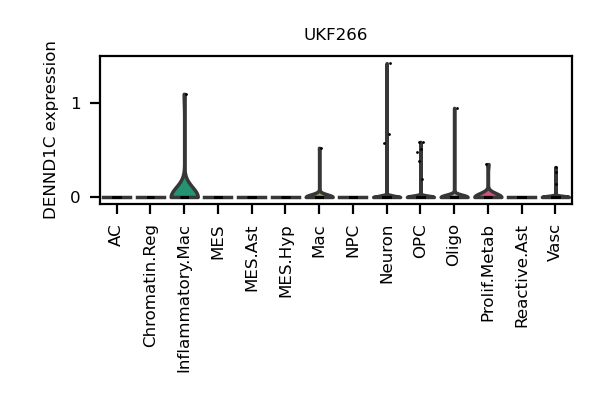 UKF266
DENND1C expression
1
0
AC
Chromatin.Reg
Inflammatory.Mac
MES
MES.Ast
MES.Hyp
Mac
NPC
Neuron
OPC
Oligo
Prolif.Metab
Reactive.Ast
Vasc